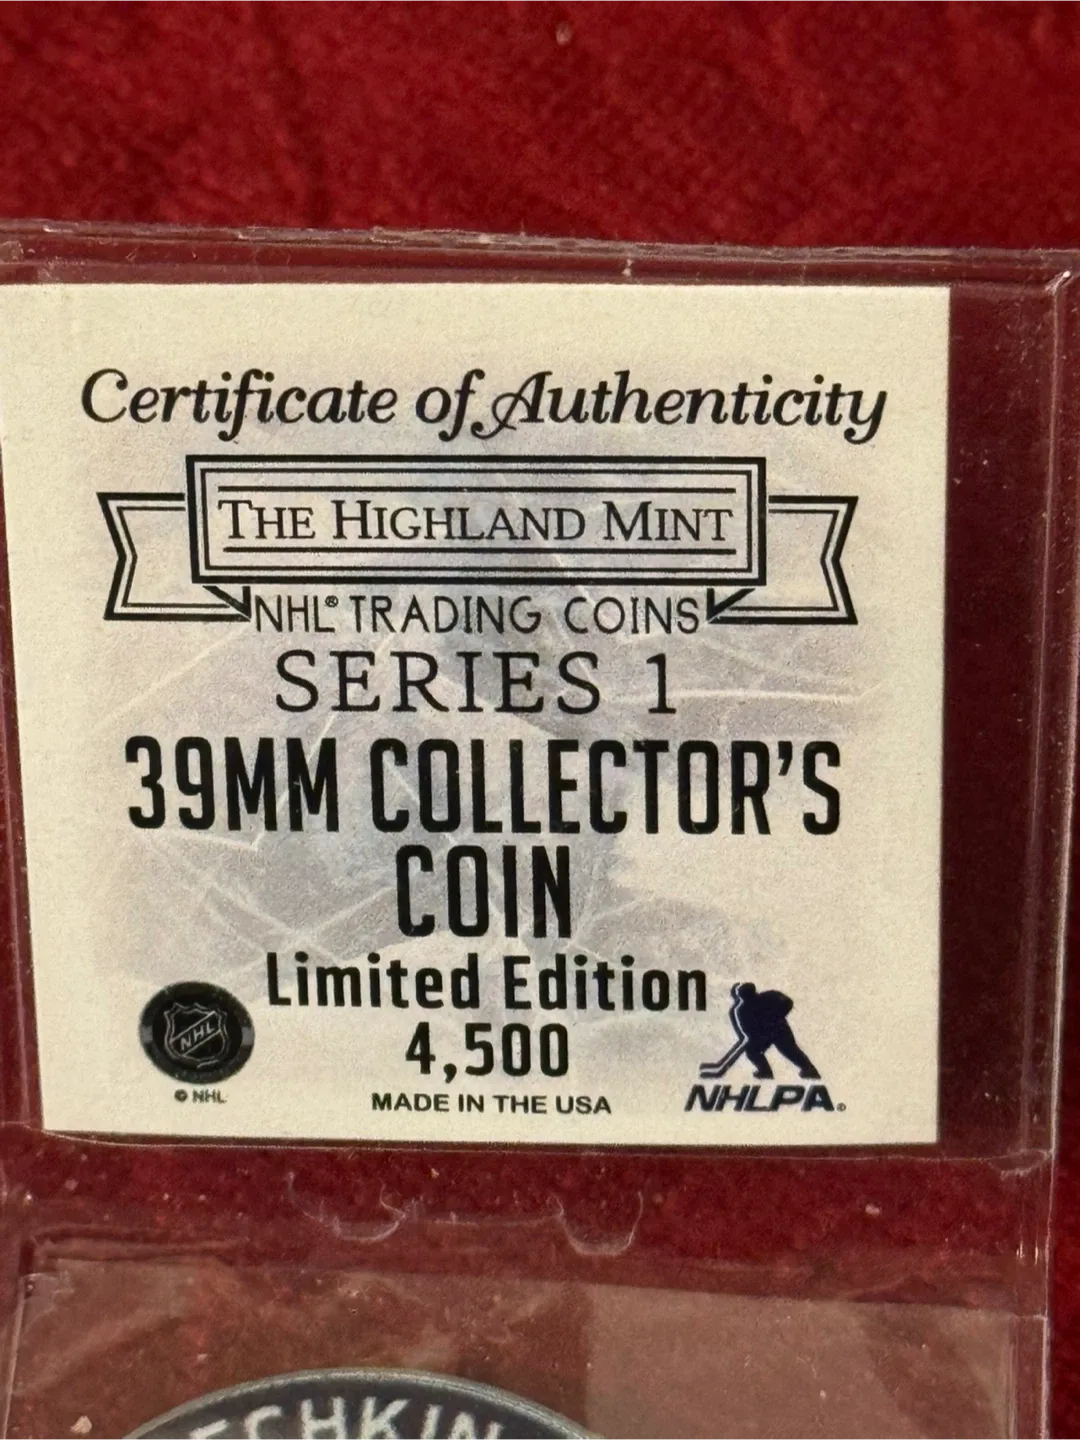 Certificate of Authenticity
THE HIGHLAND MINT
NHL® TRADING COINS
SERIES 1
39MM COLLECTOR'S
COIN
Limited Edition
4,500
MADE IN THE USA
NHL
© NHL
NHLPA.